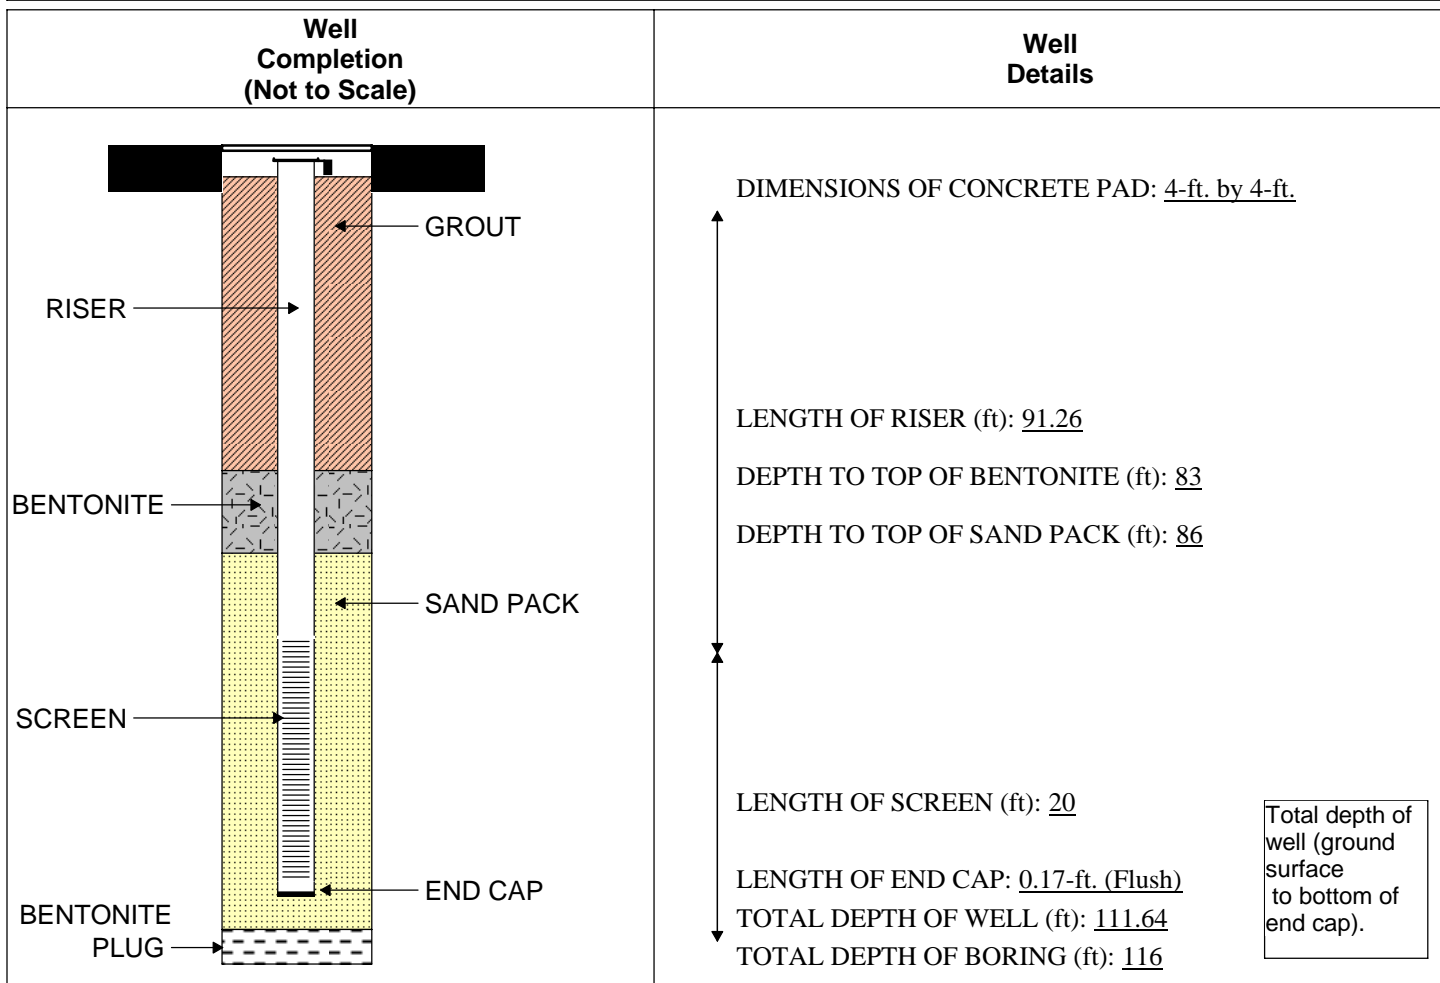 Well
Completion
(Not to Scale)
Well
Details
GROUT
RISER
BENTONITE
SAND PACK
SCREEN
END CAP
BENTONITE
PLUG
DIMENSIONS OF CONCRETE PAD: 4-ft. by 4-ft.
LENGTH OF RISER (ft): 91.26
DEPTH TO TOP OF BENTONITE (ft): 83
DEPTH TO TOP OF SAND PACK (ft): 86
LENGTH OF SCREEN (ft): 20
LENGTH OF END CAP: 0.17-ft. (Flush)
TOTAL DEPTH OF WELL (ft): 111.64
TOTAL DEPTH OF BORING (ft): 116
Total depth of
well (ground
surface
to bottom of
end cap).